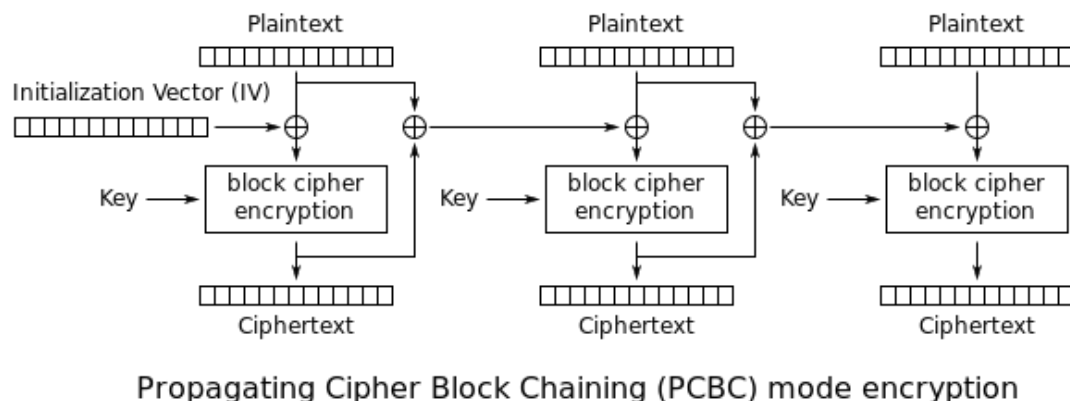 Plaintext Plaintext Plaintext
Initialization Vector (IV)
Key block cipher encryption Key block cipher encryption Key block cipher encryption
Ciphertext Ciphertext Ciphertext
Propagating Cipher Block Chaining (PCBC) mode encryption